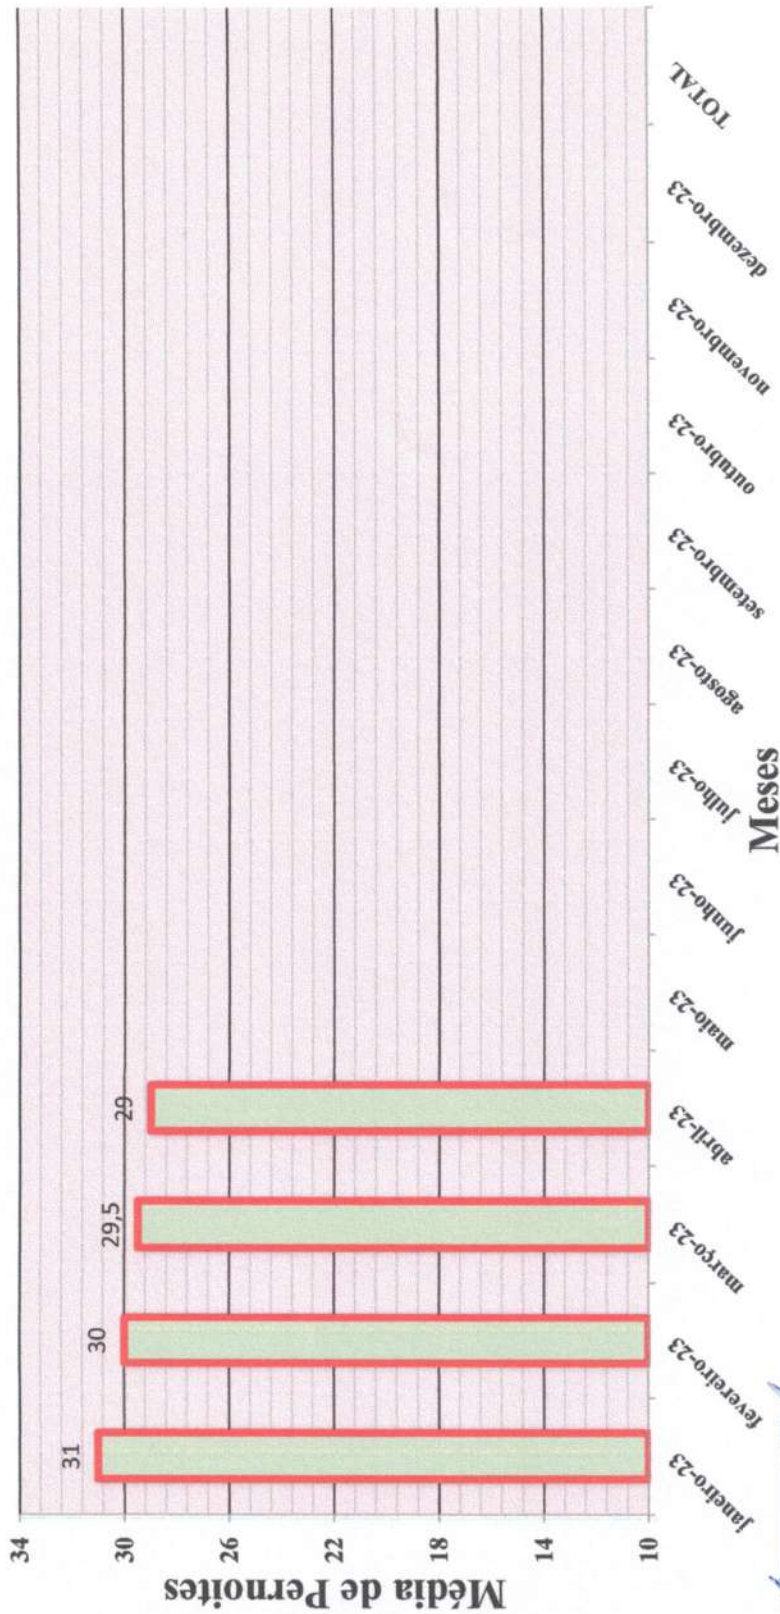 Média de Pernoites
34
30
26
22
18
14
10
31
30
29,5
29
janeiro-23
fevereiro-23
março-23
abril-23
maio-23
junho-23
julho-23
agosto-23
setembro-23
outubro-23
novembro-23
dezembro-23
TOTAL
Meses